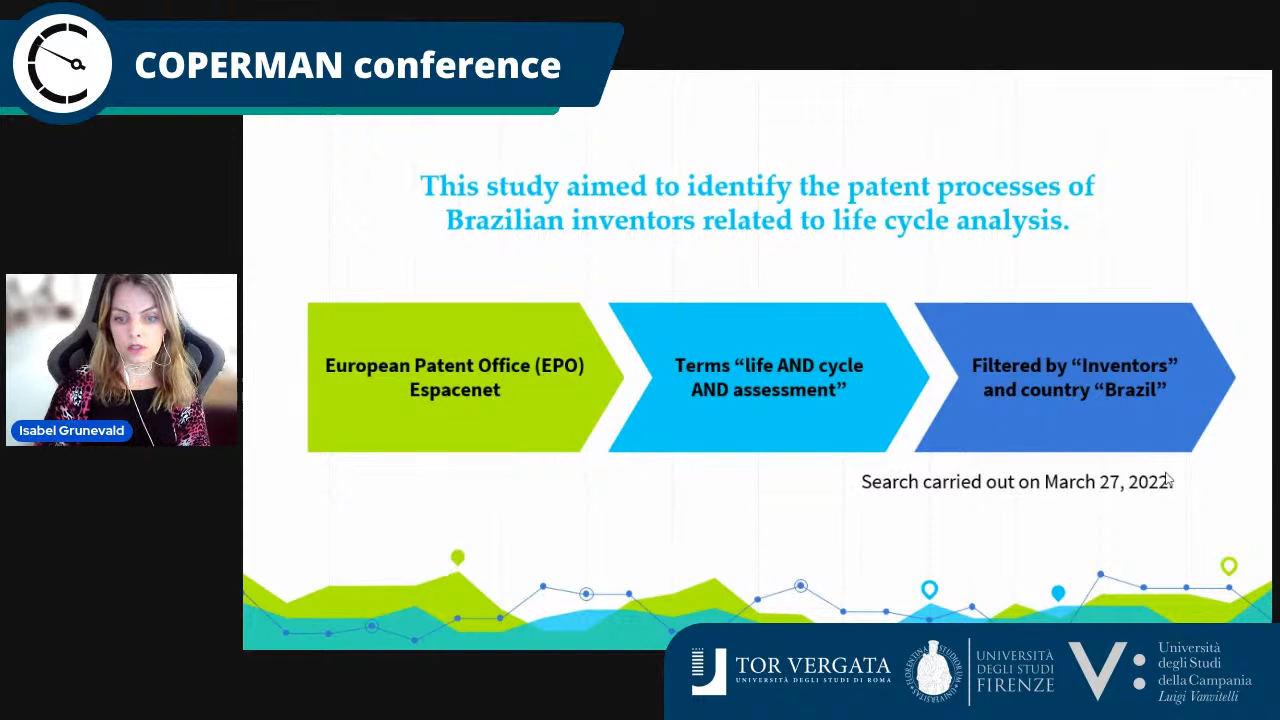 COPERMAN conference
This study aimed to identify the patent processes of
Brazilian inventors related to life cycle analysis.
European Patent Office (EPO)
Espacenet
Terms “life AND cycle
AND assessment”
Filtered by “Inventors”
and country “Brazil”
Search carried out on March 27, 2022.
Isabel Grunevald
TOR VERGATA
UNIVERSITÀ DEGLI STUDI DI ROMA
FLORENTINA STUDIORUM UNIVERSITAS
UNIVERSITÀ
DEGLI STUDI
FIRENZE
V:
Università
degli Studi
della Campania
Luigi Vanvitelli